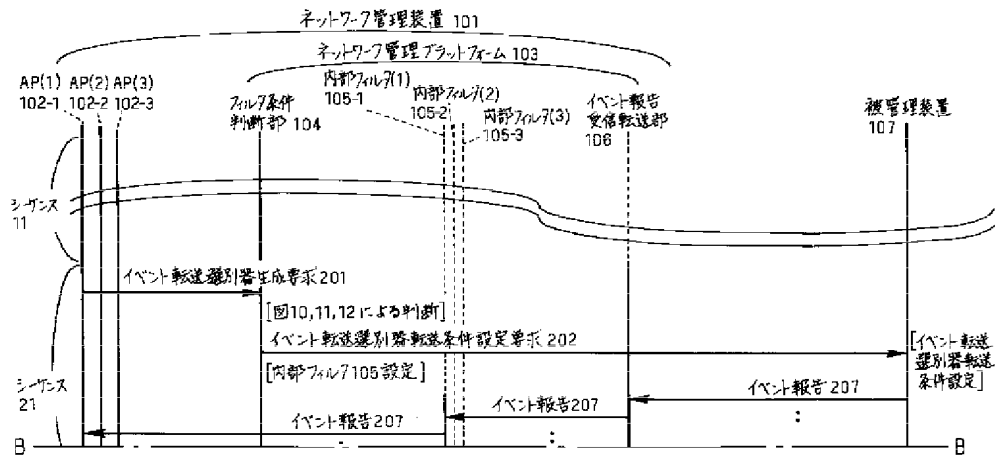 ネットワーク管理装置 101
ネットワーク管理プラットフォーム 103
AP(1) AP(2) AP(3)
102-1 102-2 102-3
フィルタ条件
判断部 104
内部フィルタ(1)
105-1
内部フィルタ(2)
105-2
内部フィルタ(3)
105-3
イベント報告
受信転送部
106
被管理装置
107
シーケンス
11
イベント転送選別器生成要求201
[図10,11,12による判断]
イベント転送選別器転送条件設定要求 202
[イベント転送
選別器転送
条件設定]
[内部フィルタ105設定]
シーケンス
21
イベント報告 207
イベント報告207
イベント報告207
B
B